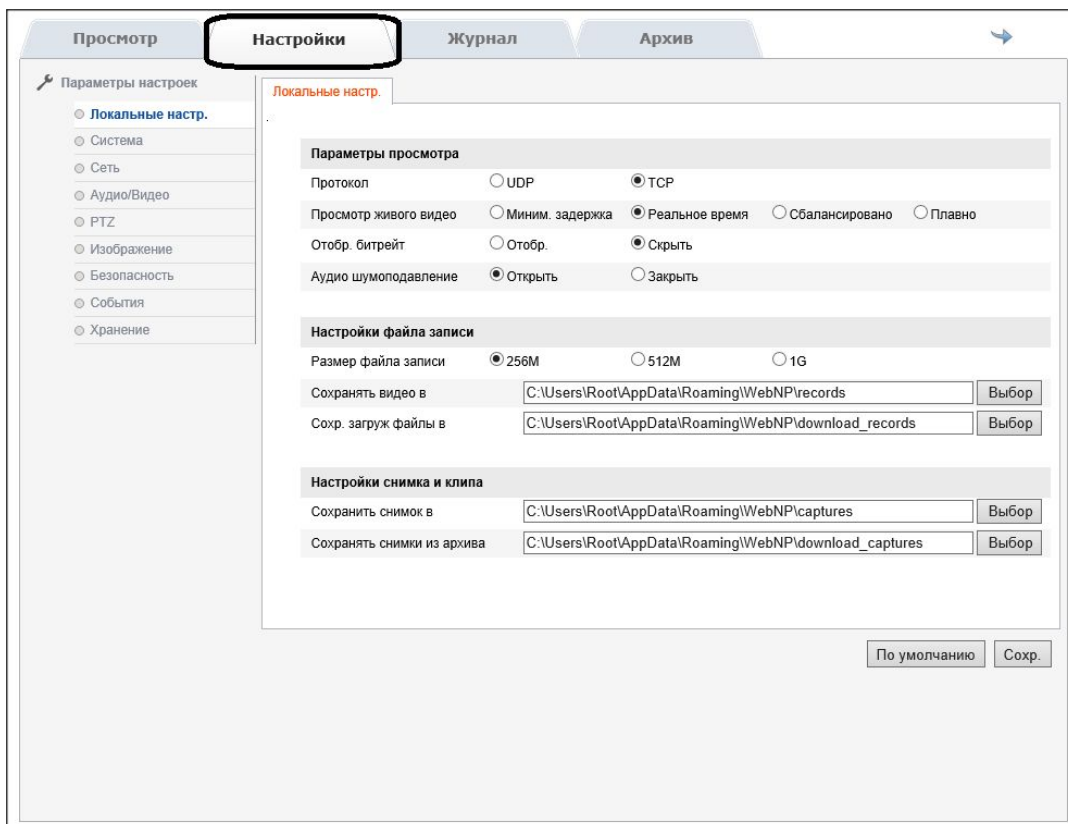 Просмотр Настройки Журнал Архив
Параметры настроек
Локальные настр.
Система
Сеть
Аудио/Видео
PTZ
Изображение
Безопасность
События
Хранение
Локальные настр.
Параметры просмотра
Протокол UDP TCP
Просмотр живого видео Миним. задержка Реальное время Сбалансировано Плавно
Отобр. битрейт Отобр. Скрыть
Аудио шумоподавление Открыть Закрыть
Настройки файла записи
Размер файла записи 256M 512M 1G
Сохранять видео в C:\Users\Root\AppData\Roaming\WebNP\records Выбор
Сохр. загруж файлы в C:\Users\Root\AppData\Roaming\WebNP\download_records Выбор
Настройки снимка и клипа
Сохранить снимок в C:\Users\Root\AppData\Roaming\WebNP\captures Выбор
Сохранять снимки из архива C:\Users\Root\AppData\Roaming\WebNP\download_captures Выбор
По умолчанию Сохр.